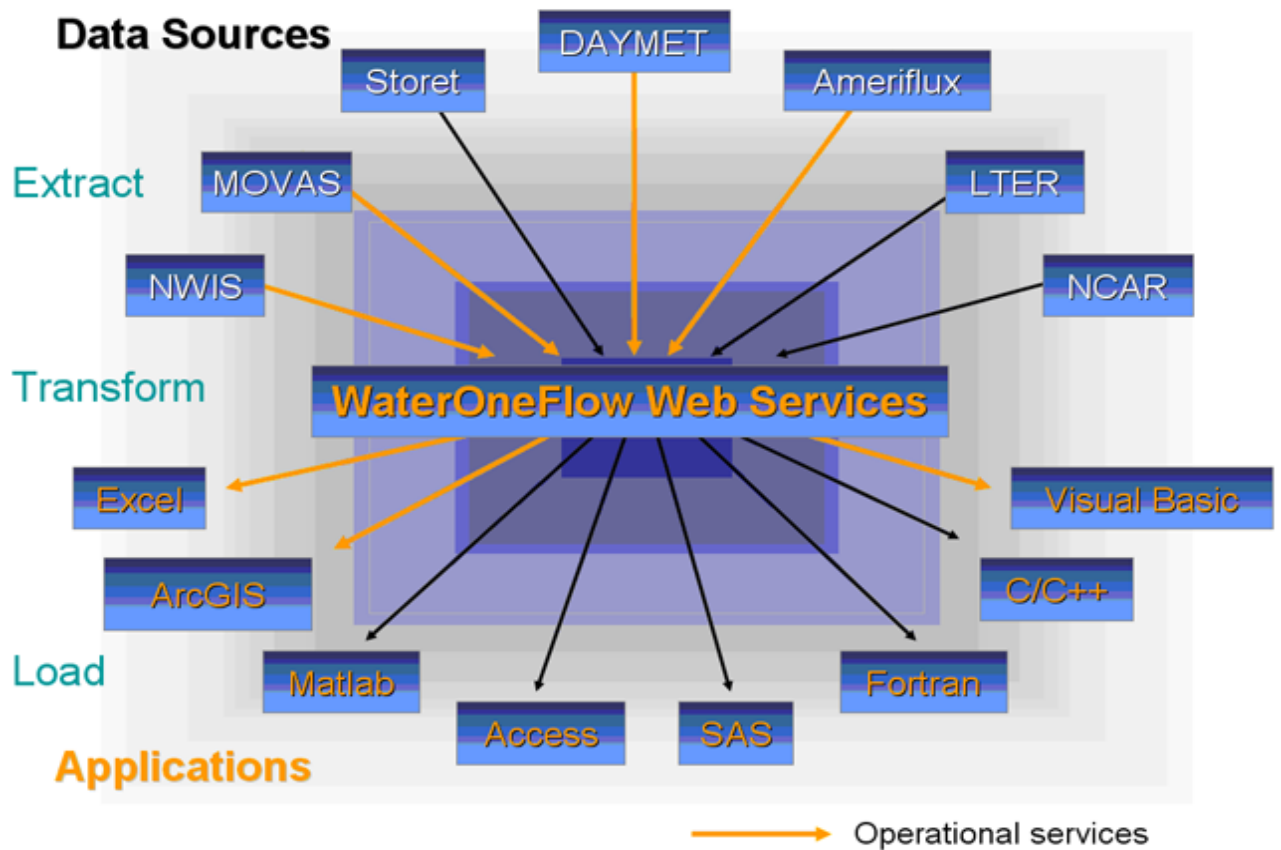 Data Sources
DAYMET
Storet
Ameriflux
Extract
MOVAS
LTER
NWIS
NCAR
Transform
WaterOneFlow Web Services
Excel
Visual Basic
ArcGIS
C/C++
Load
Matlab
Fortran
Access
SAS
Applications
Operational services